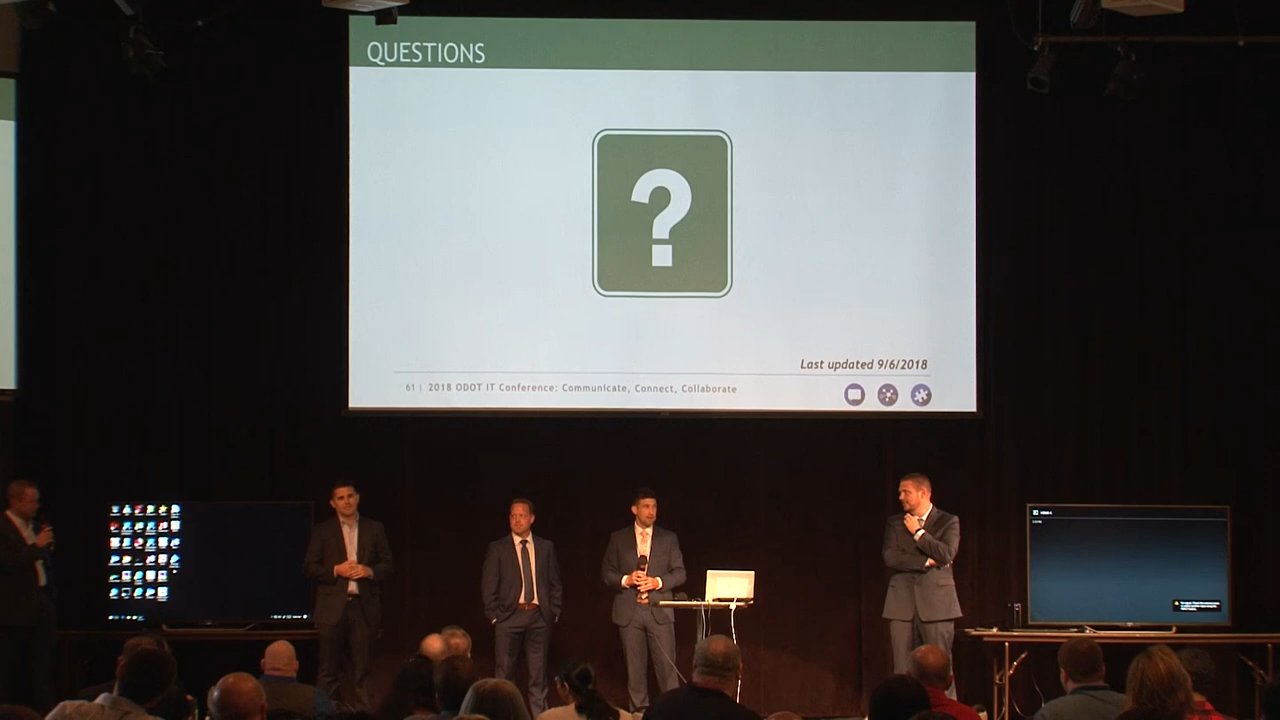 QUESTIONS
?
Last updated 9/6/2018
61 | 2018 ODOT IT Conference: Communicate, Connect, Collaborate